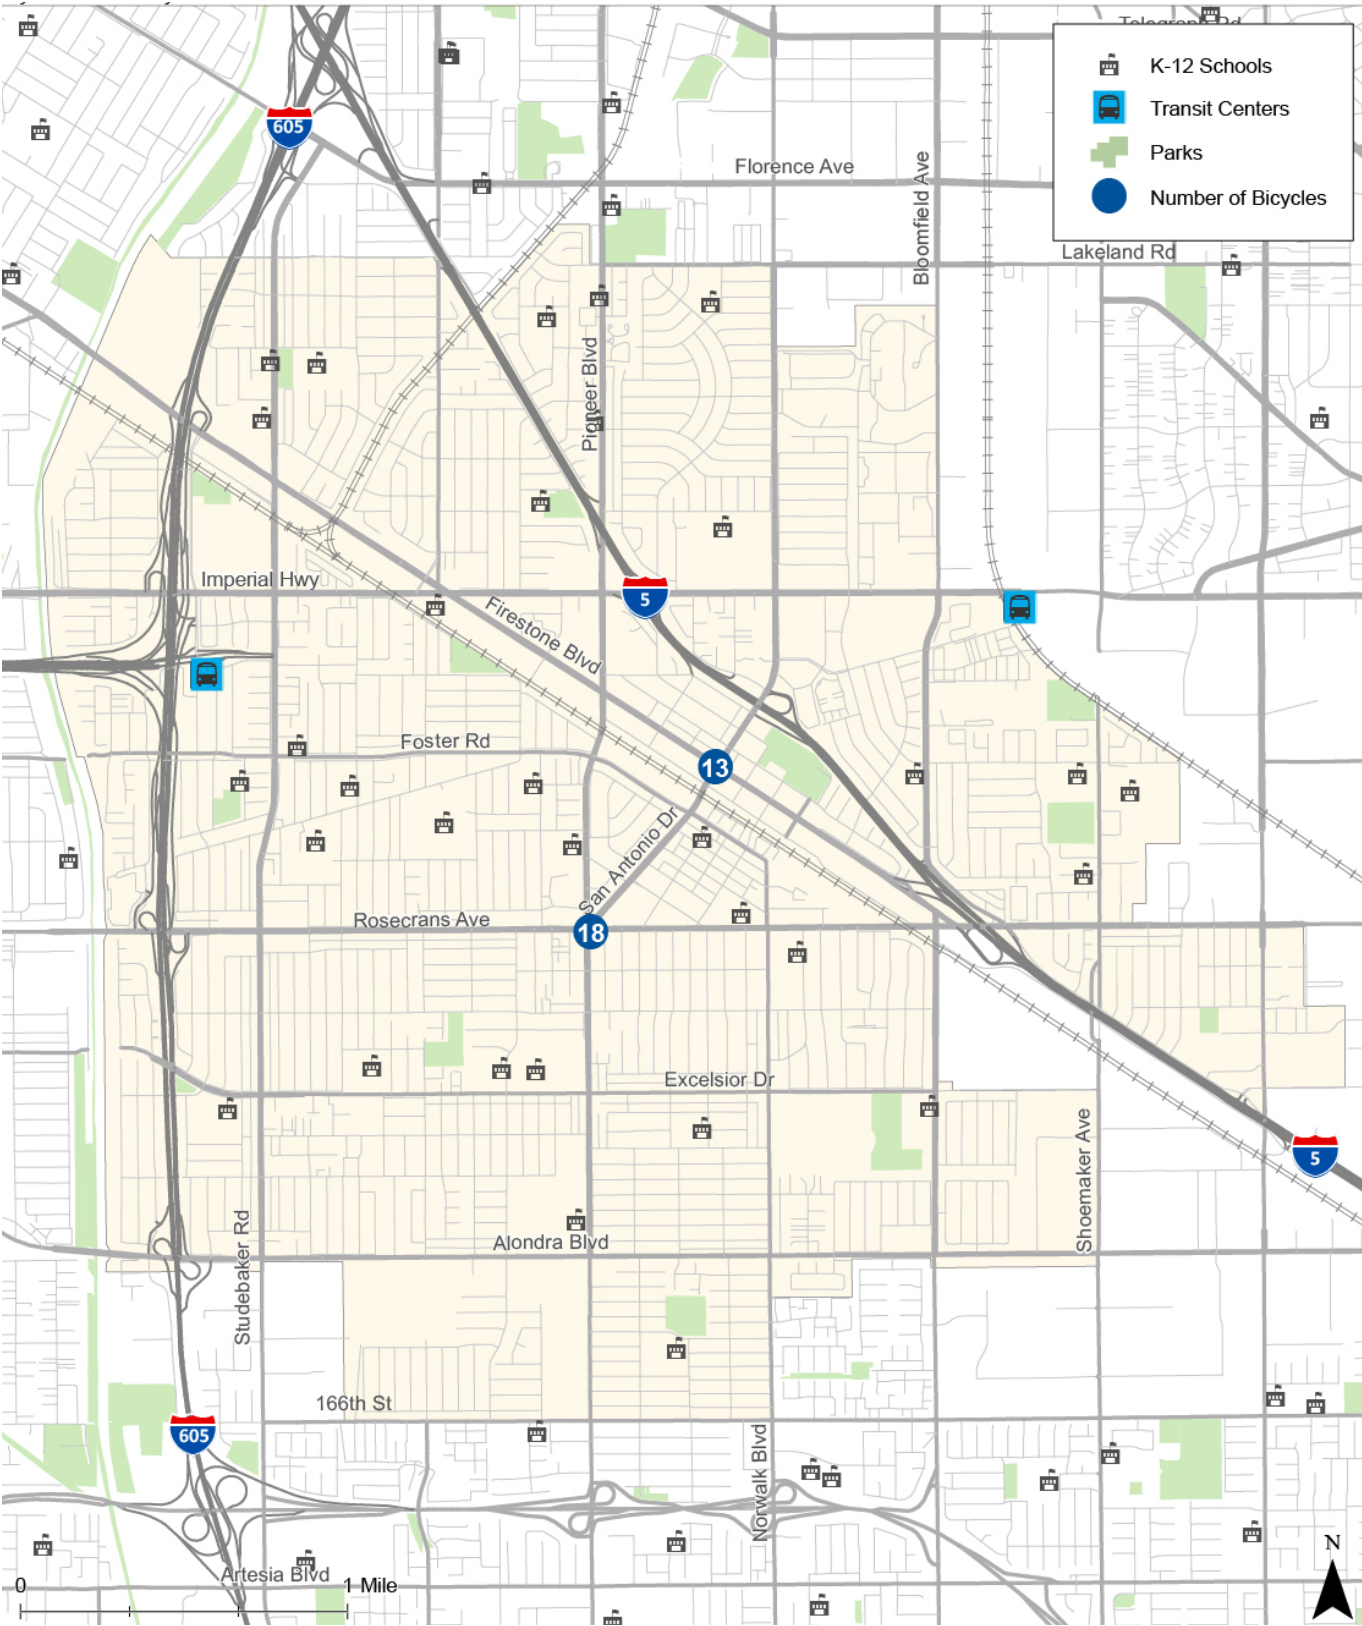 Telegraph Rd
K-12 Schools
Transit Centers
Parks
Number of Bicycles
605
Florence Ave
Bloomfield Ave
Lakeland Rd
Pioneer Blvd
Imperial Hwy
5
Firestone Blvd
Foster Rd
13
San Antonio Dr
Rosecrans Ave
18
Excelsior Dr
Shoemaker Ave
5
Studebaker Rd
Alondra Blvd
166th St
605
Norwalk Blvd
N
Artesia Blvd
0
1 Mile